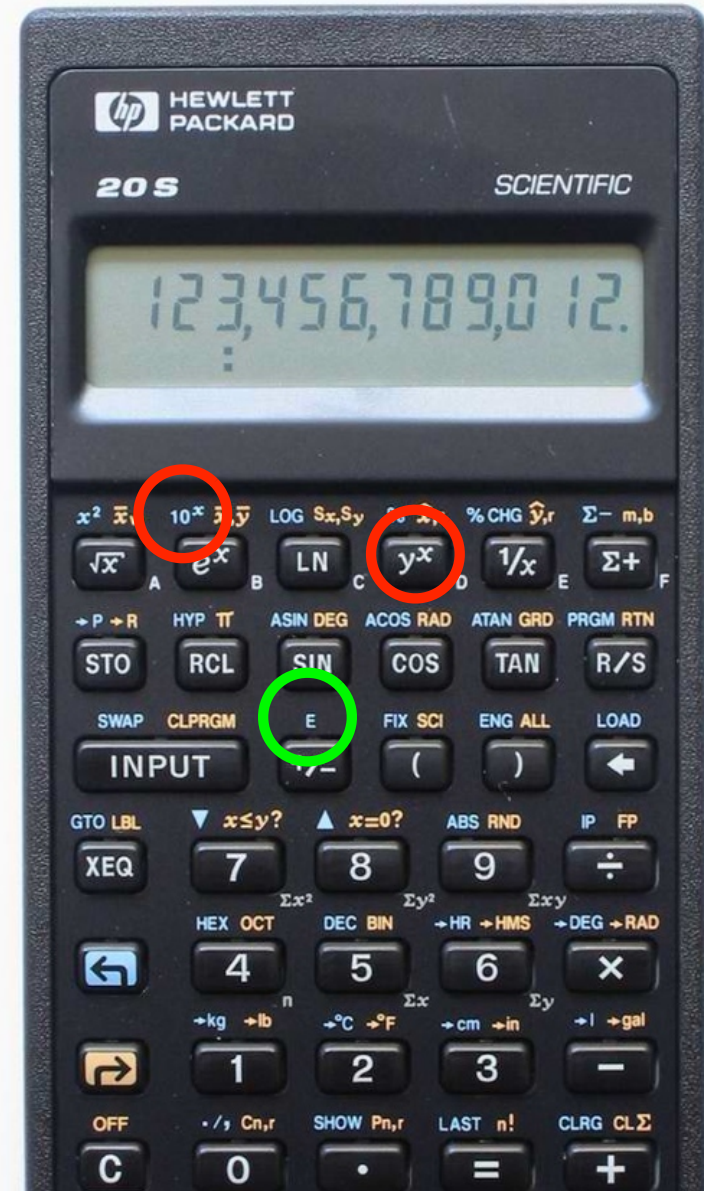 hp HEWLETT
PACKARD
20 S SCIENTIFIC
123,456,789,012.
:
x² 10ˣ x̄,ȳ LOG Sx,Sy % CHG ŷ,r Σ− m,b
√x A eˣ B LN C yˣ D 1/x E Σ+ F
→P →R HYP π ASIN DEG ACOS RAD ATAN GRD PRGM RTN
STO RCL SIN COS TAN R/S
SWAP CLPRGM E FIX SCI ENG ALL LOAD
INPUT +/− ( ) ←
GTO LBL ▼ x≤y? ▲ x=0? ABS RND IP FP
XEQ 7 8 9 ÷
Σx² Σy² Σxy
HEX OCT DEC BIN →HR →HMS →DEG →RAD
4 5 6 ×
n Σx Σy
→kg →lb →°C →°F →cm →in →l →gal
1 2 3 −
OFF ·/, Cn,r SHOW Pn,r LAST n! CLRG CLΣ
C 0 · = +